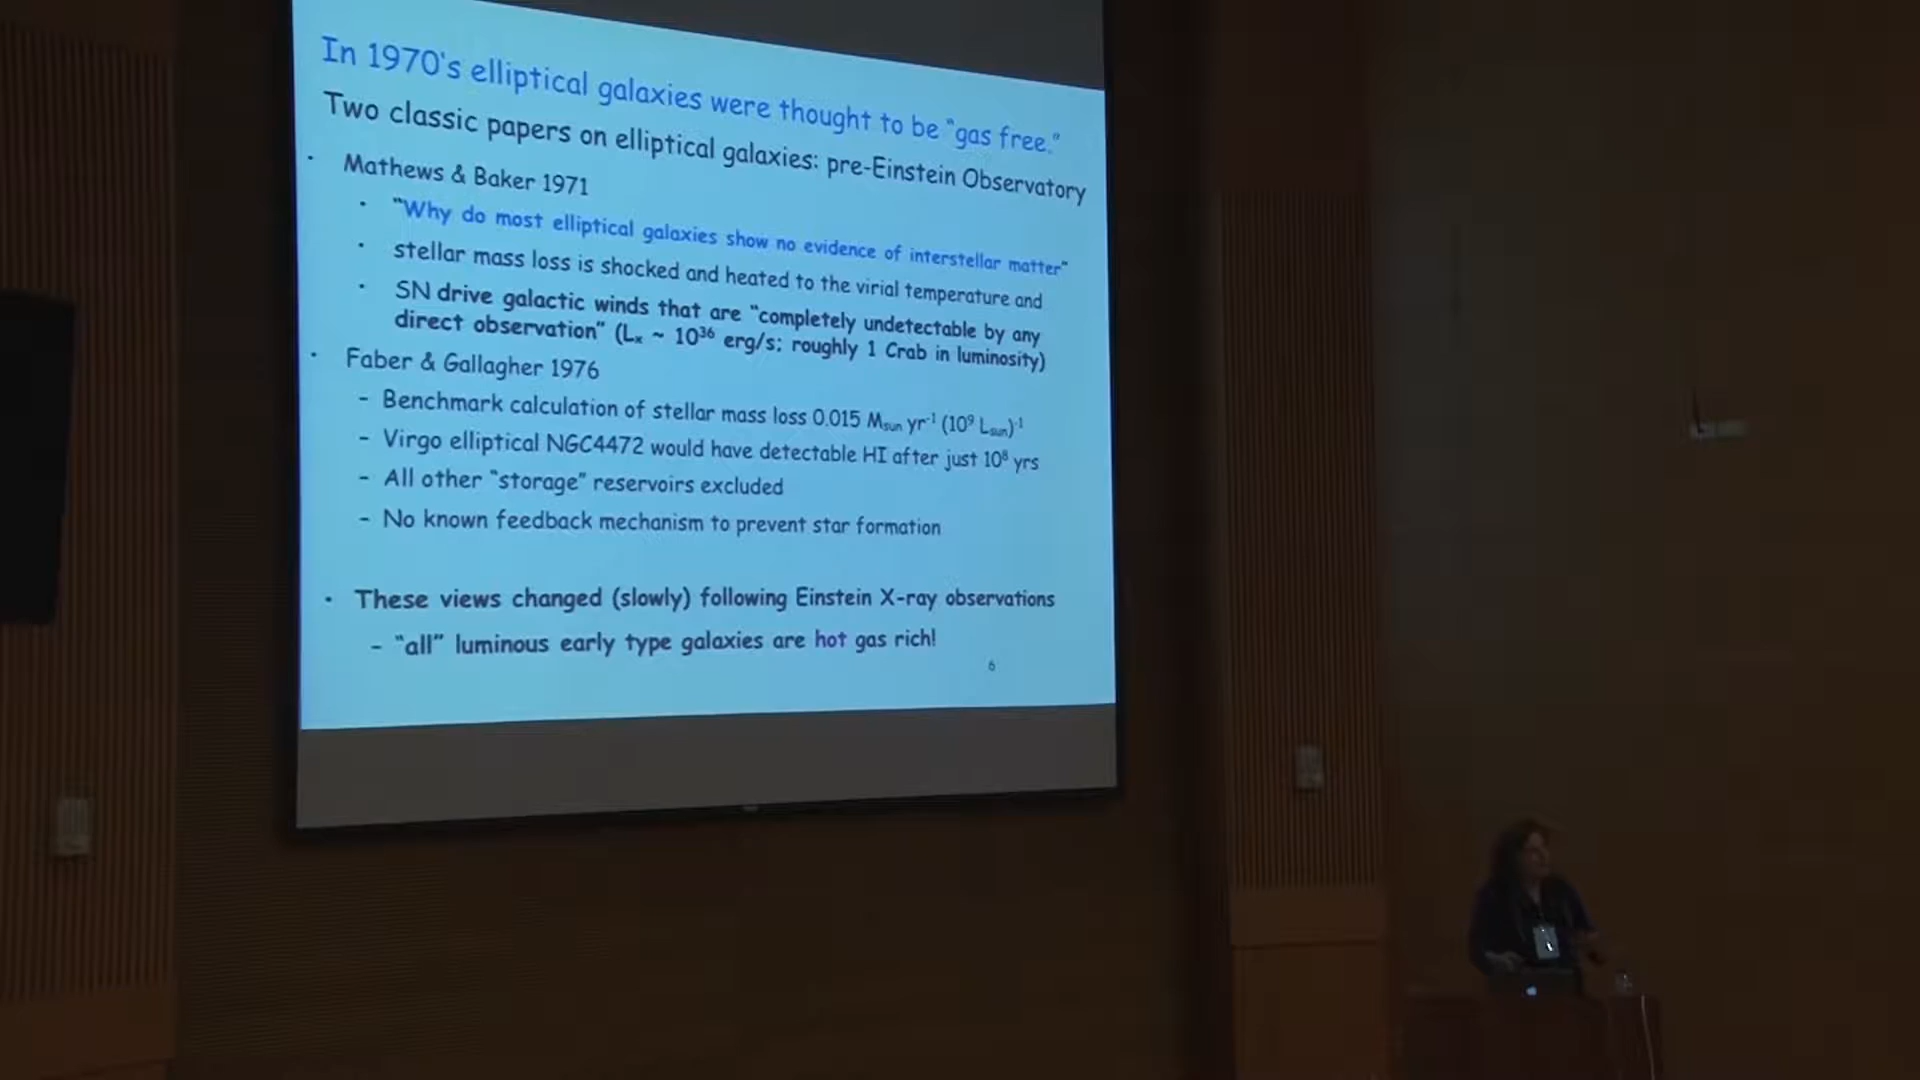 In 1970's elliptical galaxies were thought to be "gas free."
Two classic papers on elliptical galaxies: pre-Einstein Observatory
• Mathews & Baker 1971
• "Why do most elliptical galaxies show no evidence of interstellar matter"
• stellar mass loss is shocked and heated to the virial temperature and
• SN drive galactic winds that are "completely undetectable by any
direct observation" (Lₓ ~ 10³⁶ erg/s; roughly 1 Crab in luminosity)
• Faber & Gallagher 1976
– Benchmark calculation of stellar mass loss 0.015 Msun yr⁻¹ (10⁹ Lsun)⁻¹
– Virgo elliptical NGC4472 would have detectable HI after just 10⁸ yrs
– All other "storage" reservoirs excluded
– No known feedback mechanism to prevent star formation
• These views changed (slowly) following Einstein X-ray observations
– "all" luminous early type galaxies are hot gas rich!
6